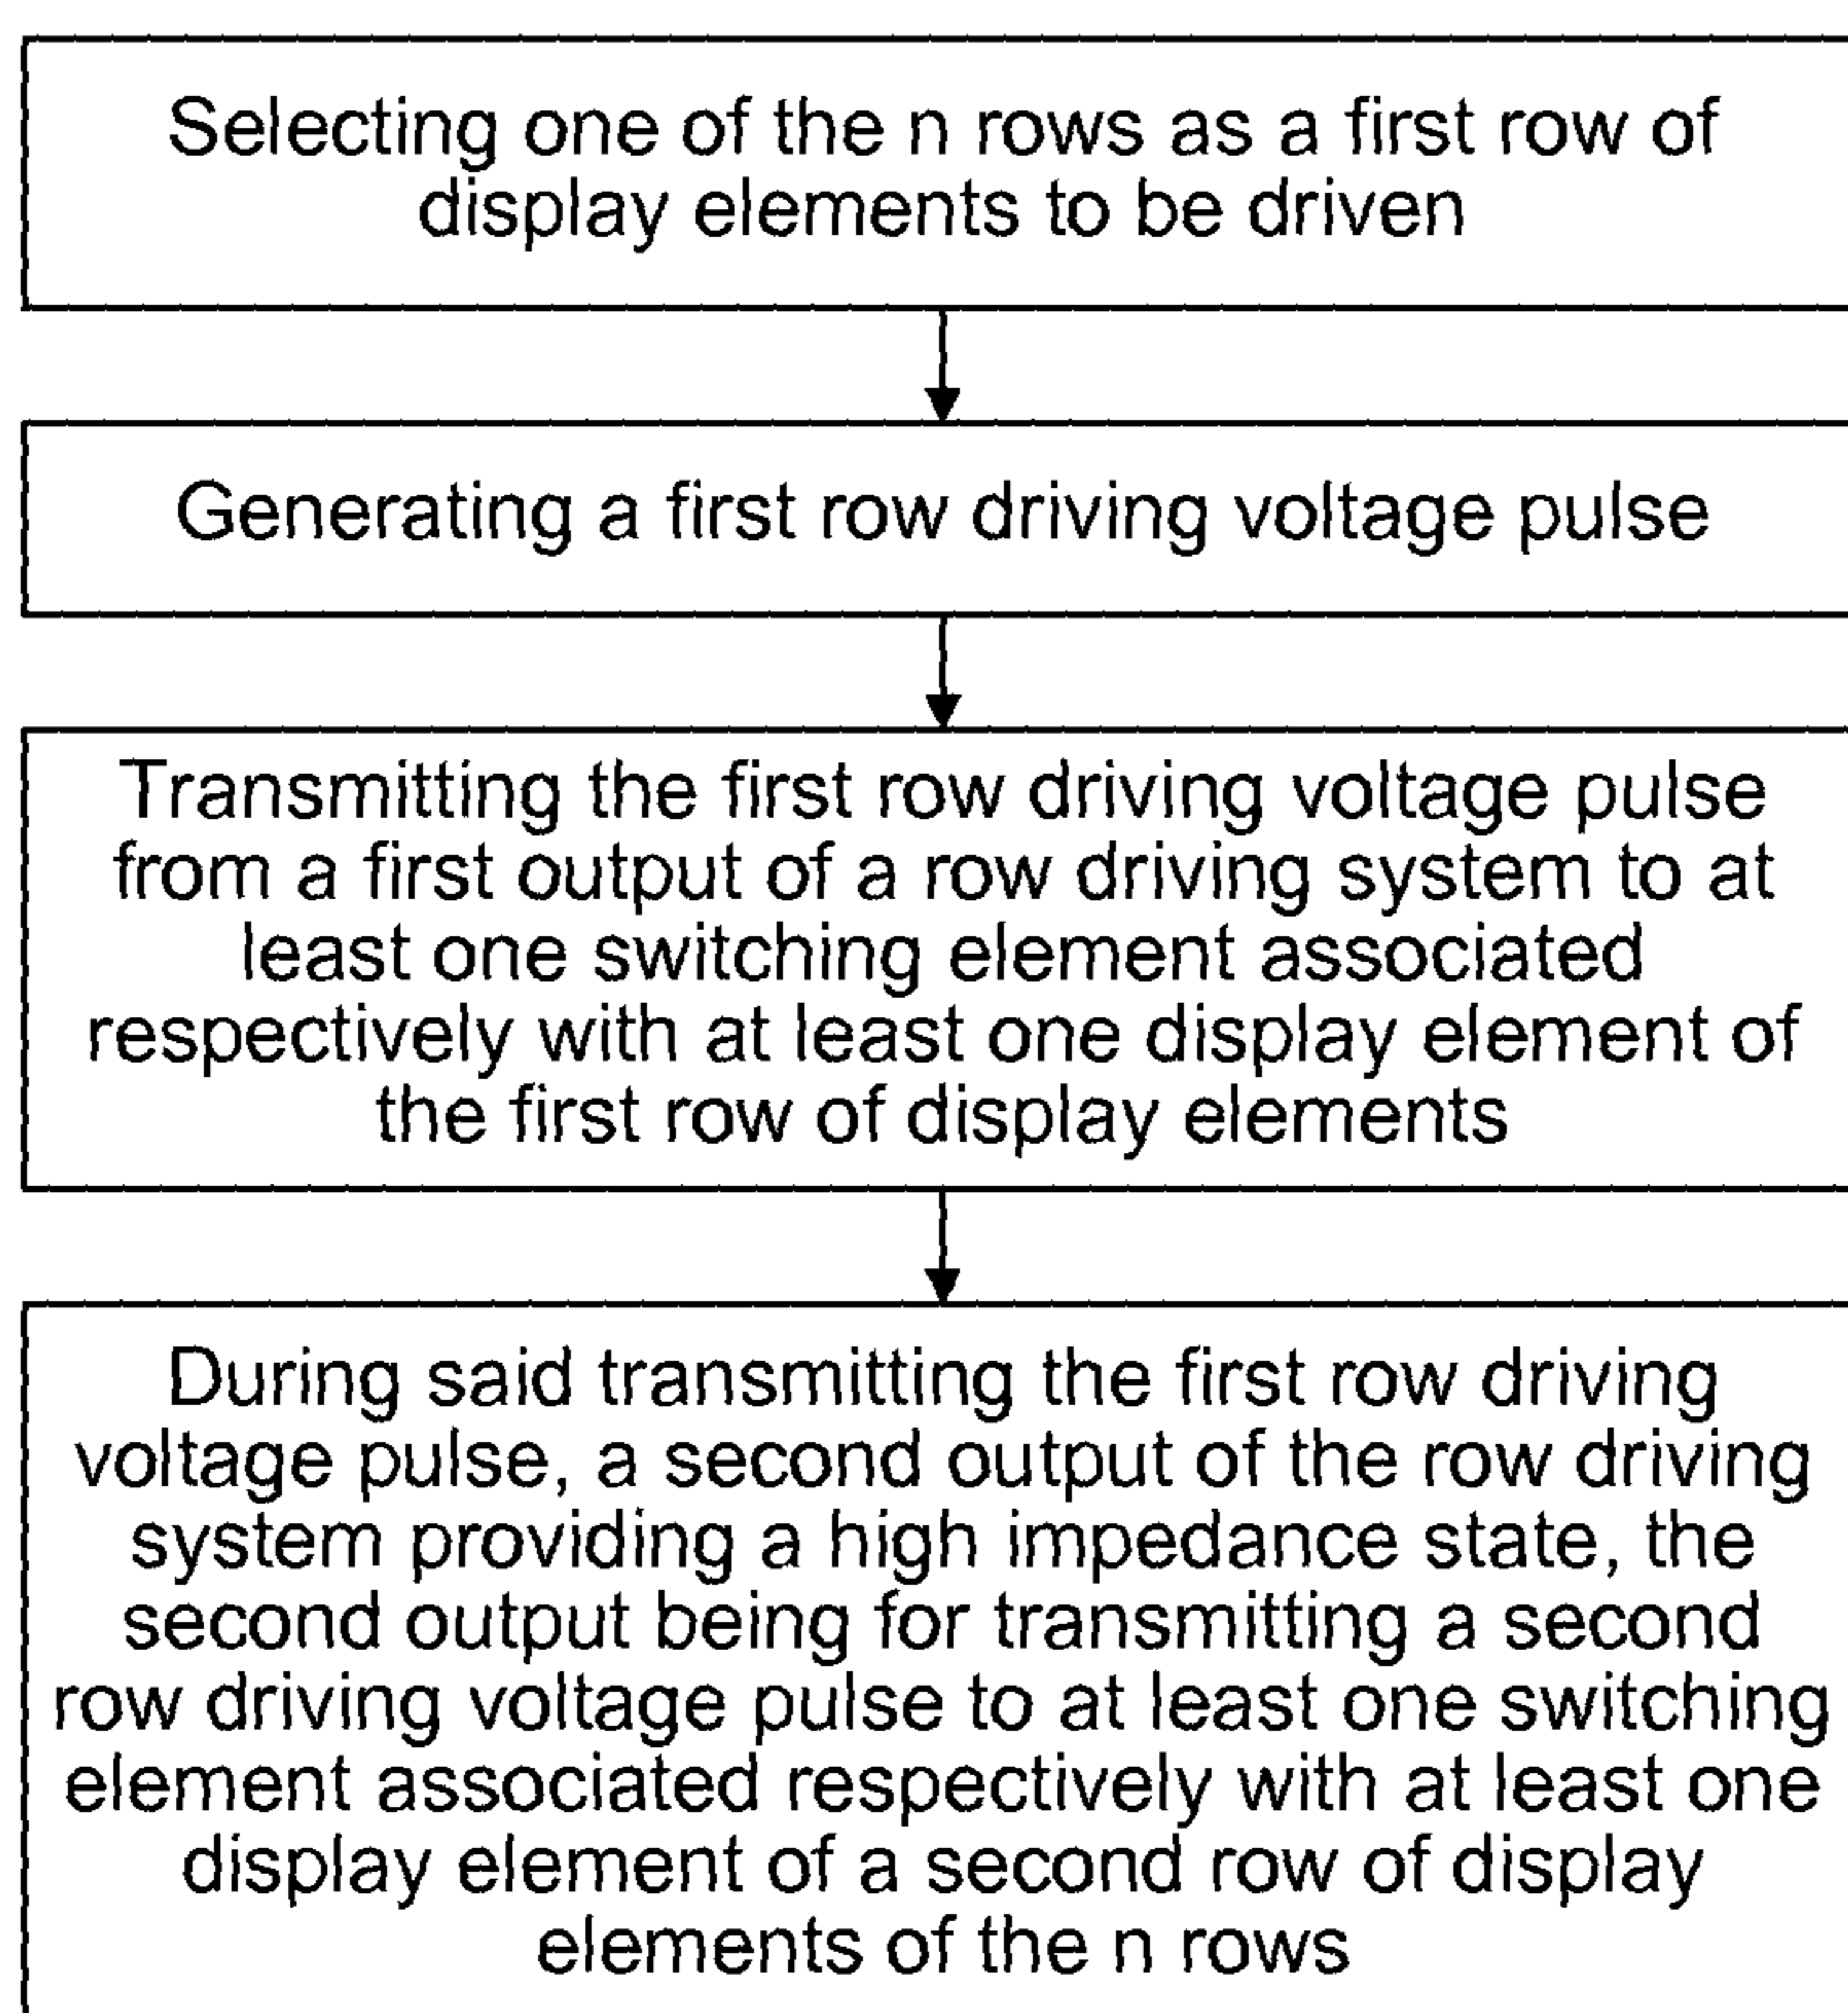 Selecting one of the n rows as a first row of
display elements to be driven
Generating a first row driving voltage pulse
Transmitting the first row driving voltage pulse
from a first output of a row driving system to at
least one switching element associated
respectively with at least one display element of
the first row of display elements
During said transmitting the first row driving
voltage pulse, a second output of the row driving
system providing a high impedance state, the
second output being for transmitting a second
row driving voltage pulse to at least one switching
element associated respectively with at least one
display element of a second row of display
elements of the n rows